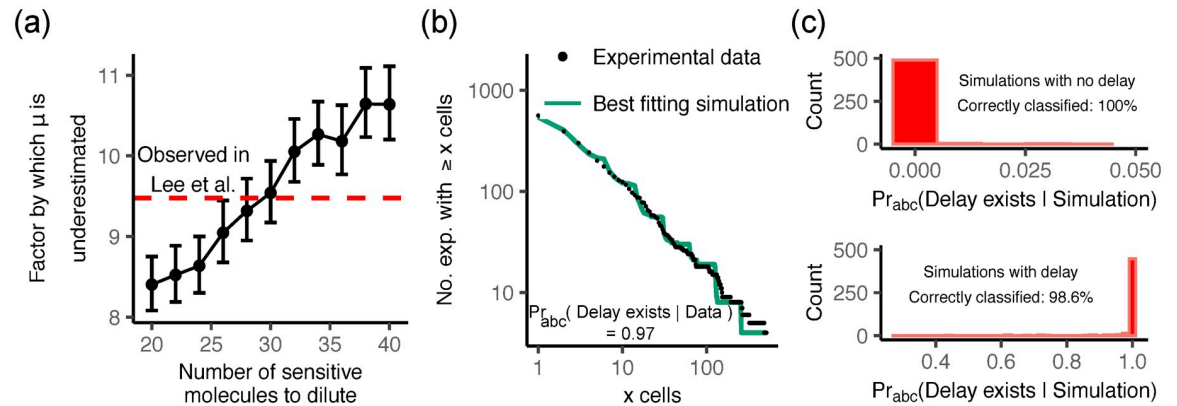 (a)
Factor by which μ is
underestimated
11
10
9
8
Observed in
Lee et al.
20
25
30
35
40
Number of sensitive
molecules to dilute
(b)
No. exp. with ≥ x cells
1000
100
10
Experimental data
Best fitting simulation
Pr_abc( Delay exists | Data )
= 0.97
1
10
100
x cells
(c)
Count
500
250
0
Simulations with no delay
Correctly classified: 100%
0.000
0.025
0.050
Pr_abc(Delay exists | Simulation)
Count
500
250
0
Simulations with delay
Correctly classified: 98.6%
0.4
0.6
0.8
1.0
Pr_abc(Delay exists | Simulation)